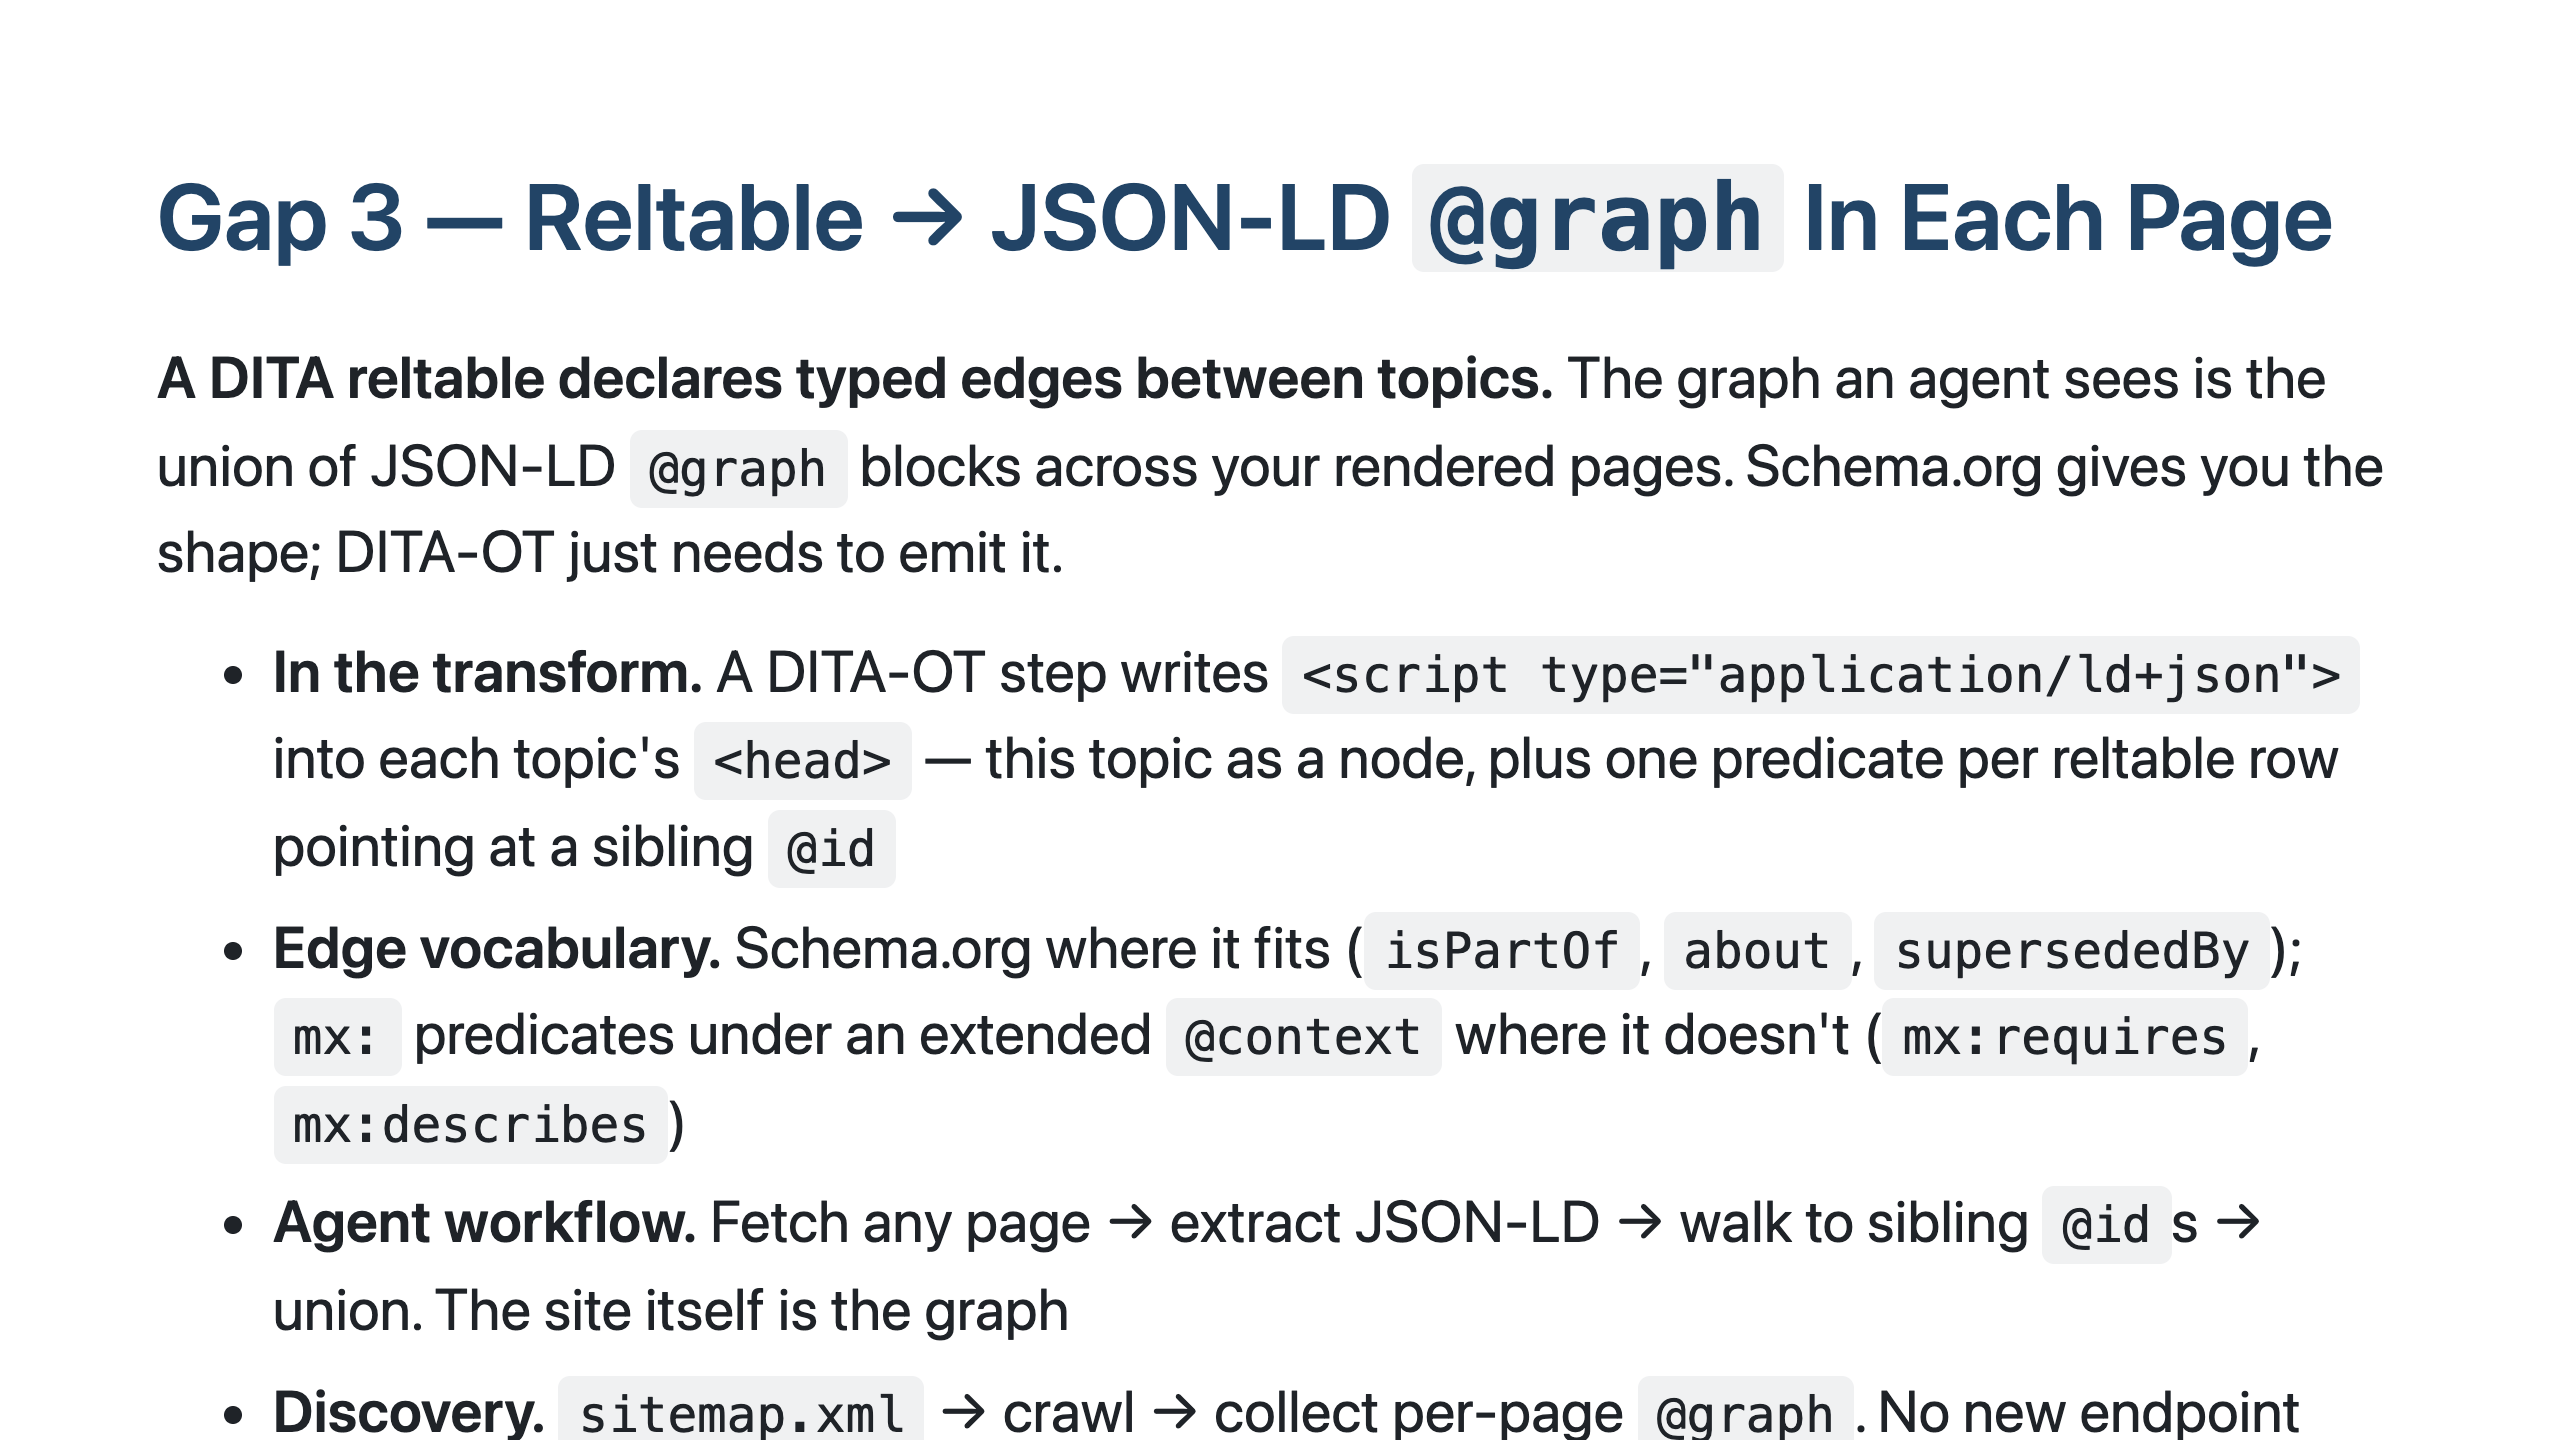 Gap 3 — Reltable → JSON-LD @graph In Each Page
A DITA reltable declares typed edges between topics. The graph an agent sees is the
union of JSON-LD @graph blocks across your rendered pages. Schema.org gives you the
shape; DITA-OT just needs to emit it.
• In the transform. A DITA-OT step writes <script type="application/ld+json">
into each topic's <head> — this topic as a node, plus one predicate per reltable row
pointing at a sibling @id
• Edge vocabulary. Schema.org where it fits (isPartOf, about, supersededBy);
mx: predicates under an extended @context where it doesn't (mx:requires,
mx:describes)
• Agent workflow. Fetch any page → extract JSON-LD → walk to sibling @id s →
union. The site itself is the graph
• Discovery. sitemap.xml → crawl → collect per-page @graph. No new endpoint